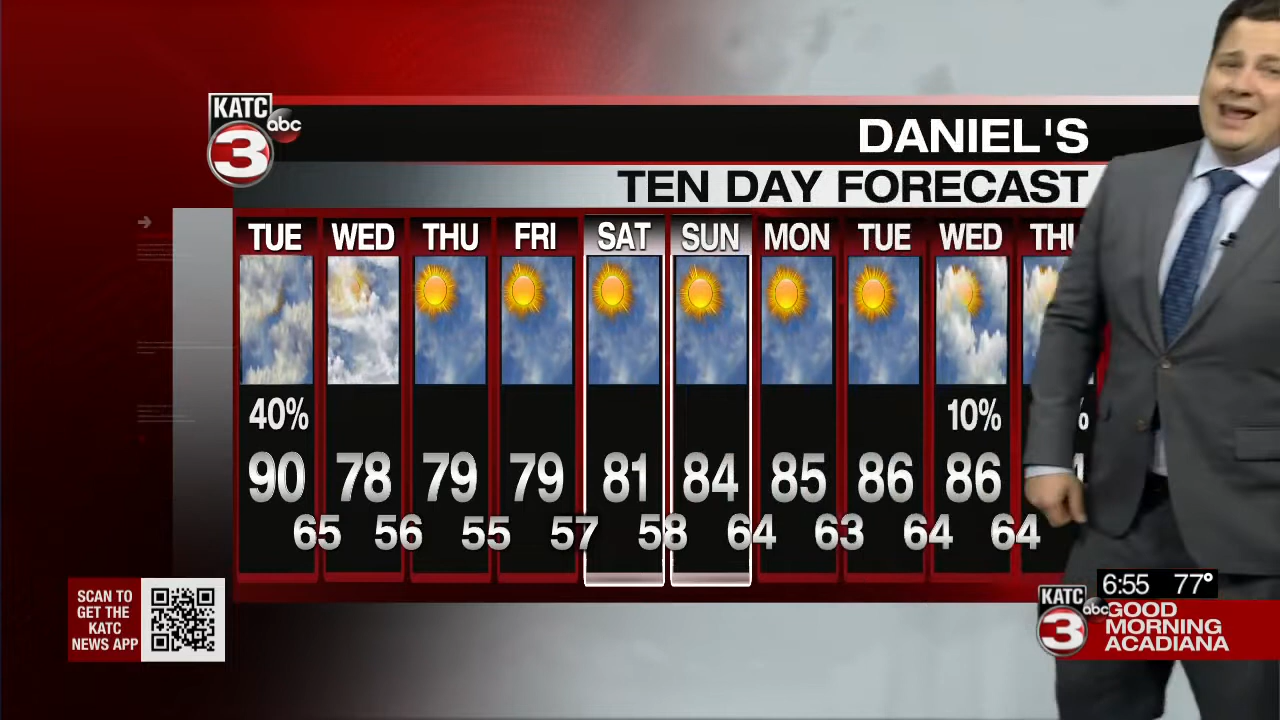 KATC
abc
3
DANIEL'S
TEN DAY FORECAST
TUE WED THU FRI SAT SUN MON TUE WED THU
40% 10% %
90 78 79 79 81 84 85 86 86
65 56 55 57 58 64 63 64 64
SCAN TO
GET THE
KATC
NEWS APP
6:55 77°
KATC
abc
3
GOOD
MORNING
ACADIANA